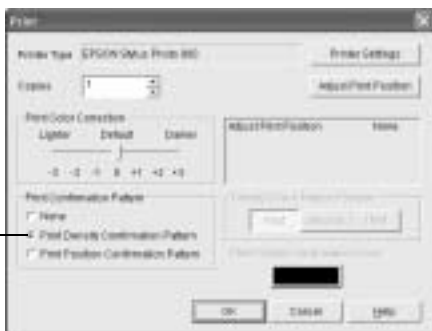 Print
Printer Type EPSON Stylus Photo
Printer Settings
Copies 1
Adjust Print Position
Print Color Correction
Lighter Default Darker
-3 -2 -1 0 +1 +2 +3
Adjust Print Position None
Print Confirmation Pattern
None
Print Density Confirmation Pattern
Print Position Confirmation Pattern
OK Cancel Help